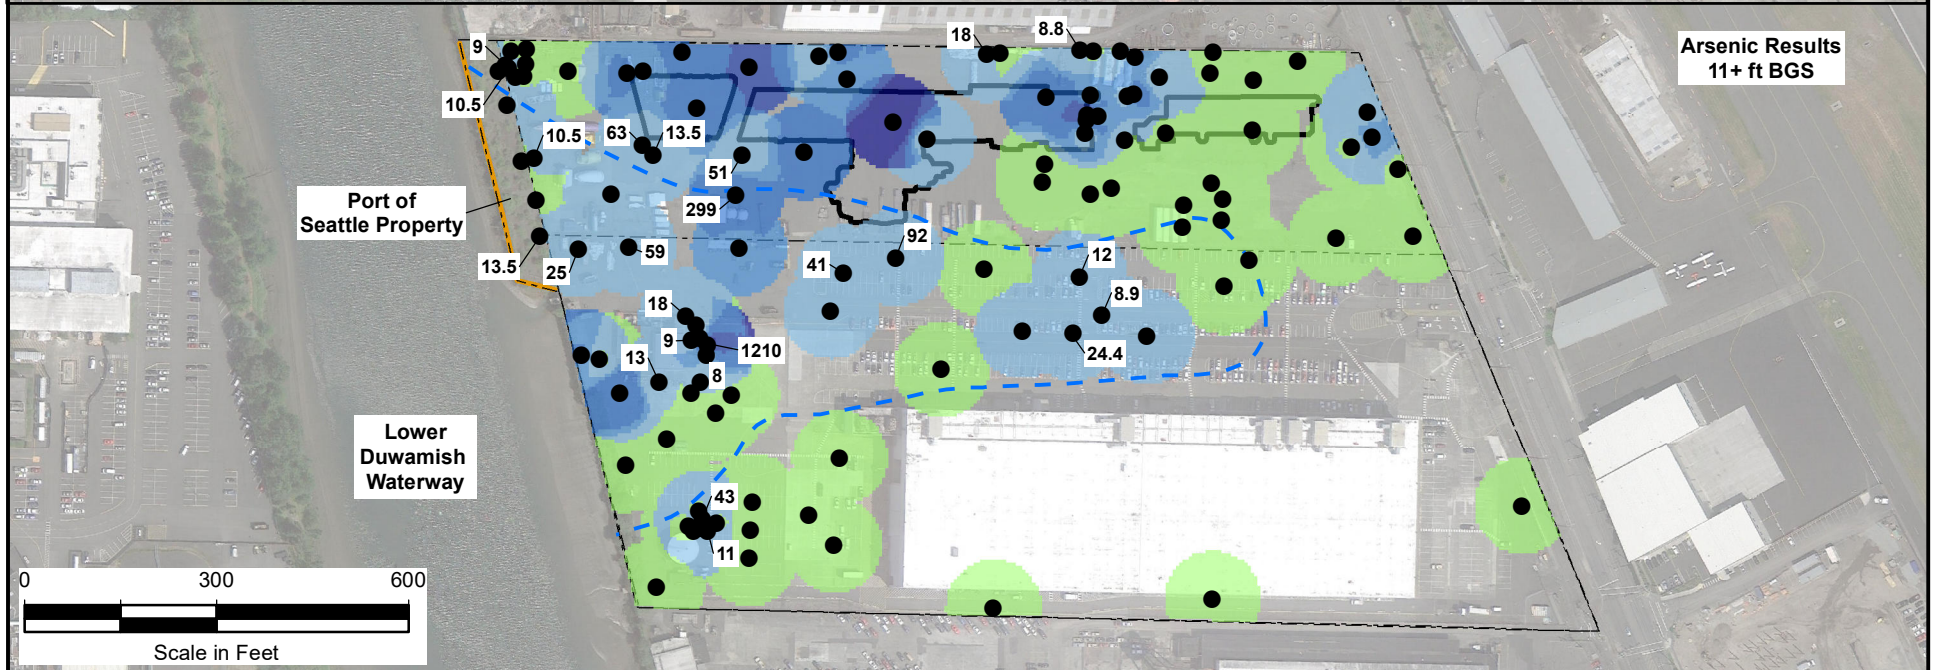 9
18
8.8
Arsenic Results
11+ ft BGS
10.5
10.5
63
13.5
51
299
Port of
Seattle Property
13.5
25
59
41
92
12
8.9
24.4
18
9
1210
13
8
Lower
Duwamish
Waterway
43
11
0 300 600
Scale in Feet